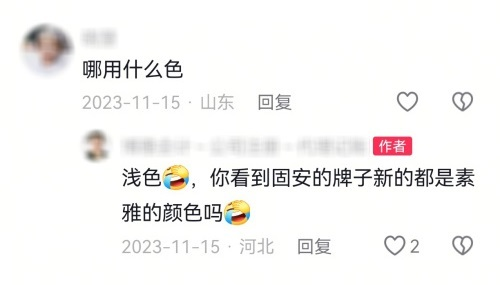 哪用什么色
2023-11-15 · 山东 回复
作者
浅色🤣，你看到固安的牌子新的都是素
雅的颜色吗🤣
2023-11-15 · 河北 回复 2